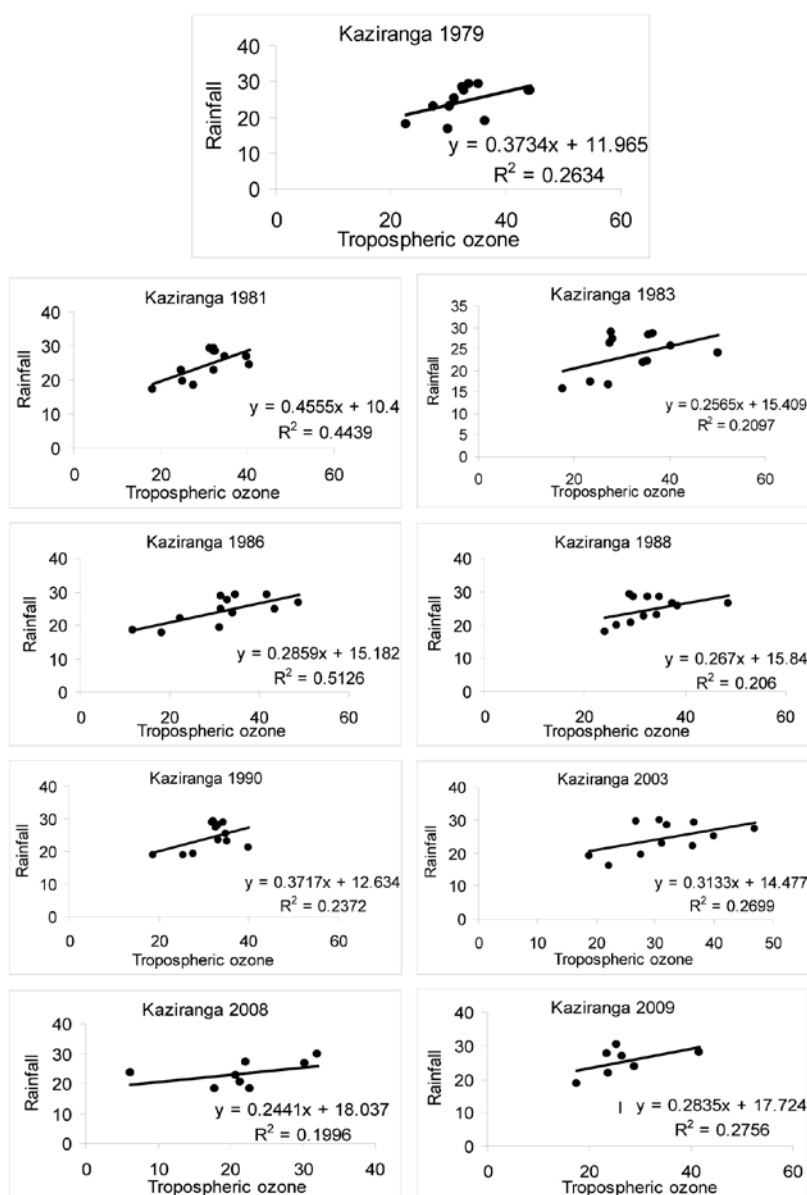 Kaziranga 1979
40
30
20
10
0
Rainfall
y = 0.3734x + 11.965
R² = 0.2634
0 20 40 60
Tropospheric ozone
Kaziranga 1981
40
30
20
10
0
Rainfall
y = 0.4555x + 10.4
R² = 0.4439
0 20 40 60
Tropospheric ozone
Kaziranga 1983
35
30
25
20
15
10
5
0
Rainfall
y = 0.2565x + 15.409
R² = 0.2097
0 20 40 60
Tropospheric ozone
Kaziranga 1986
40
30
20
10
0
Rainfall
y = 0.2859x + 15.182
R² = 0.5126
0 20 40 60
Tropospheric ozone
Kaziranga 1988
40
30
20
10
0
Rainfall
y = 0.267x + 15.84
R² = 0.206
0 20 40 60
Tropospheric ozone
Kaziranga 1990
40
30
20
10
0
Rainfall
y = 0.3717x + 12.634
R² = 0.2372
0 20 40 60
Tropospheric ozone
Kaziranga 2003
40
30
20
10
0
Rainfall
y = 0.3133x + 14.477
R² = 0.2699
0 10 20 30 40 50
Tropospheric ozone
Kaziranga 2008
40
30
20
10
0
Rainfall
y = 0.2441x + 18.037
R² = 0.1996
0 10 20 30 40
Tropospheric ozone
Kaziranga 2009
40
30
20
10
0
Rainfall
y = 0.2835x + 17.724
R² = 0.2756
0 20 40 60
Tropospheric ozone